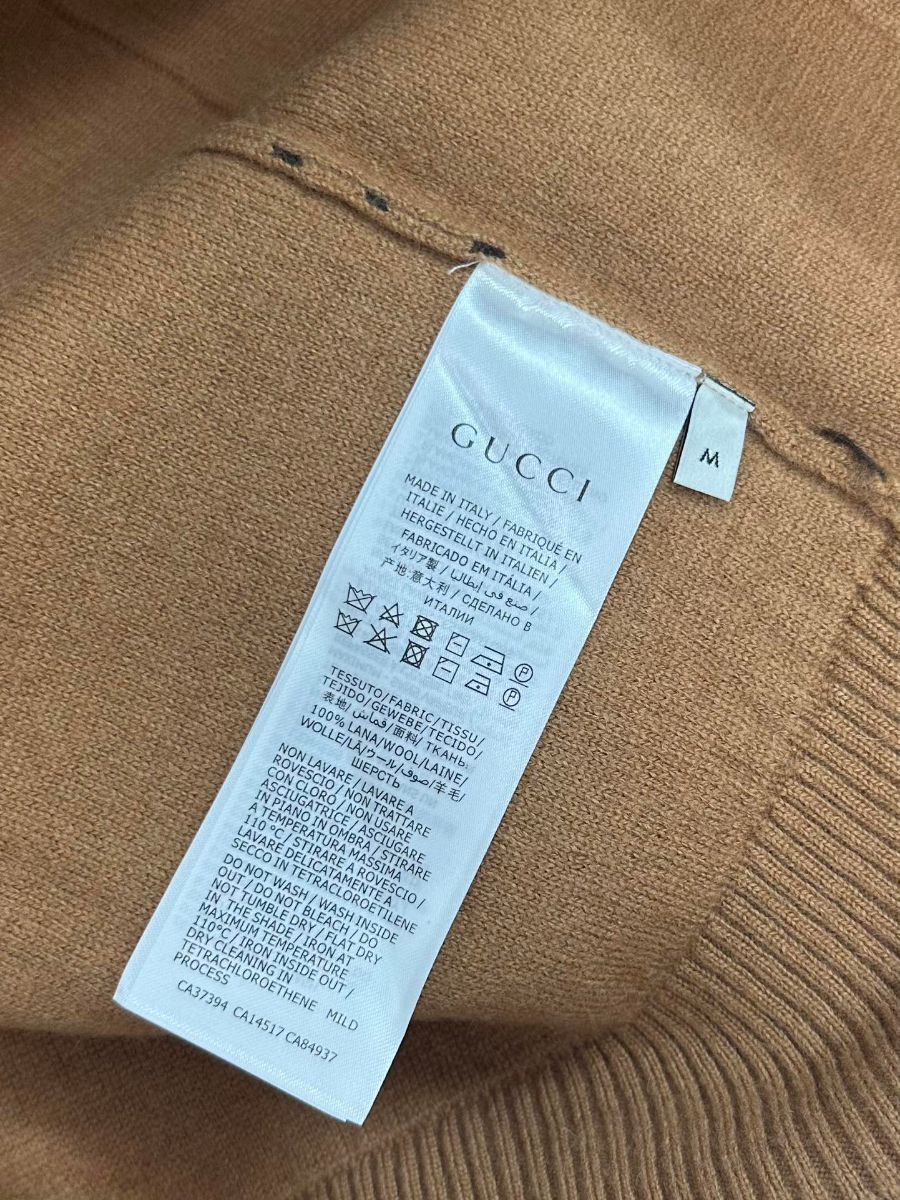 GUCCI
MADE IN ITALY / FABRIQUÉ EN
ITALIE / HECHO EN ITALIA /
HERGESTELLT IN ITALIEN /
FABRICADO EM ITÁLIA /
イタリア製 / صنع في إيطاليا /
产地:意大利 / СДЕЛАНО В
ИТАЛИИ
P
P
TESSUTO/FABRIC/TISSU/
TEJIDO/GEWEBE/TECIDO/
表地/قماش/面料/ ТКАНЬ:
100% LANA/WOOL/LAINE/
WOLLE/LÃ/ウール/صوف/羊毛/
ШЕРСТЬ
NON LAVARE / LAVARE A
ROVESCIO / NON TRATTARE
CON CLORO / NON USARE
ASCIUGATRICE / ASCIUGARE
IN PIANO IN OMBRA / STIRARE
A TEMPERATURA MASSIMA
110 °C / STIRARE A ROVESCIO /
LAVARE DELICATAMENTE A
SECCO IN TETRACLOROETILENE
DO NOT WASH / WASH INSIDE
OUT / DO NOT BLEACH / DO
NOT TUMBLE DRY / FLAT DRY
IN THE SHADE / IRON AT
MAXIMUM TEMPERATURE
110°C / IRON INSIDE OUT /
DRY CLEANING IN
TETRACHLOROETHENE MILD
PROCESS
CA37394 CA14517 CA84937
M